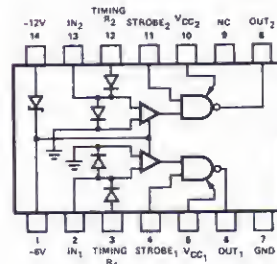 TIMING
-12V IN2 R2 STROBE2 VCC2 NC OUT2
14 13 12 11 10 9 8
1 2 3 4 5 6 7
-6V IN1 TIMING STROBE1 VCC1 OUT1 GND
R1